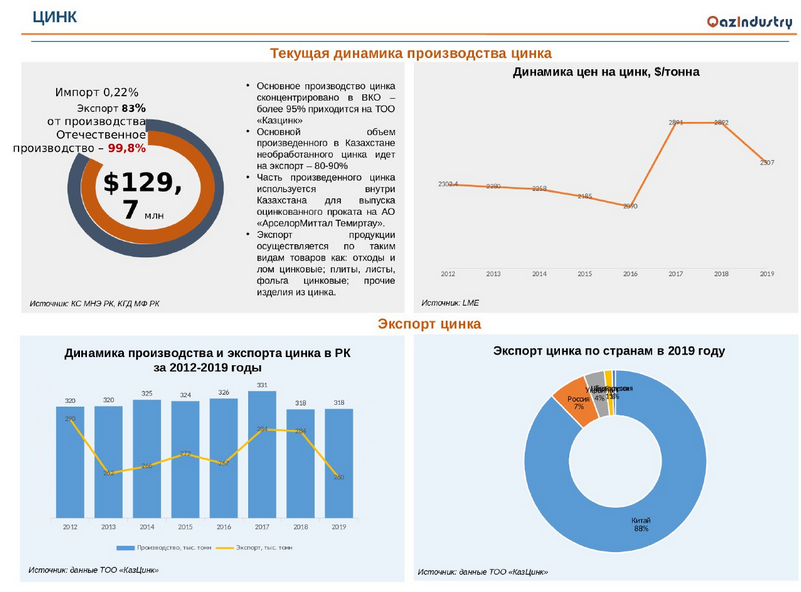 ЦИНК
QazIndustry
Текущая динамика производства цинка
Импорт 0,22%
Экспорт 83%
от производства
Отечественное
производство – 99,8%
$129,
7 млн
• Основное производство цинка
сконцентрировано в ВКО –
более 95% приходится на ТОО
«Казцинк»
• Основной объем
произведенного в Казахстане
необработанного цинка идет
на экспорт – 80-90%
• Часть произведенного цинка
используется внутри
Казахстана для выпуска
оцинкованного проката на АО
«АрселорМиттал Темиртау».
• Экспорт продукции
осуществляется по таким
видам товаров как: отходы и
лом цинковые; плиты, листы,
фольга цинковые; прочие
изделия из цинка.
Источник: КС МНЭ РК, КГД МФ РК
Динамика цен на цинк, $/тонна
2891 2892
2507
2185
2012 2013 2014 2015 2016 2017 2018 2019
Источник: LME
Экспорт цинка
Динамика производства и экспорта цинка в РК
за 2012-2019 годы
320 320 325 324 326 331 318 318
2012 2013 2014 2015 2016 2017 2018 2019
Производство, тыс. тонн Экспорт, тыс. тонн
Источник: данные ТОО «КазЦинк»
Экспорт цинка по странам в 2019 году
Россия
7%
4%
Китай
88%
Источник: данные ТОО «КазЦинк»